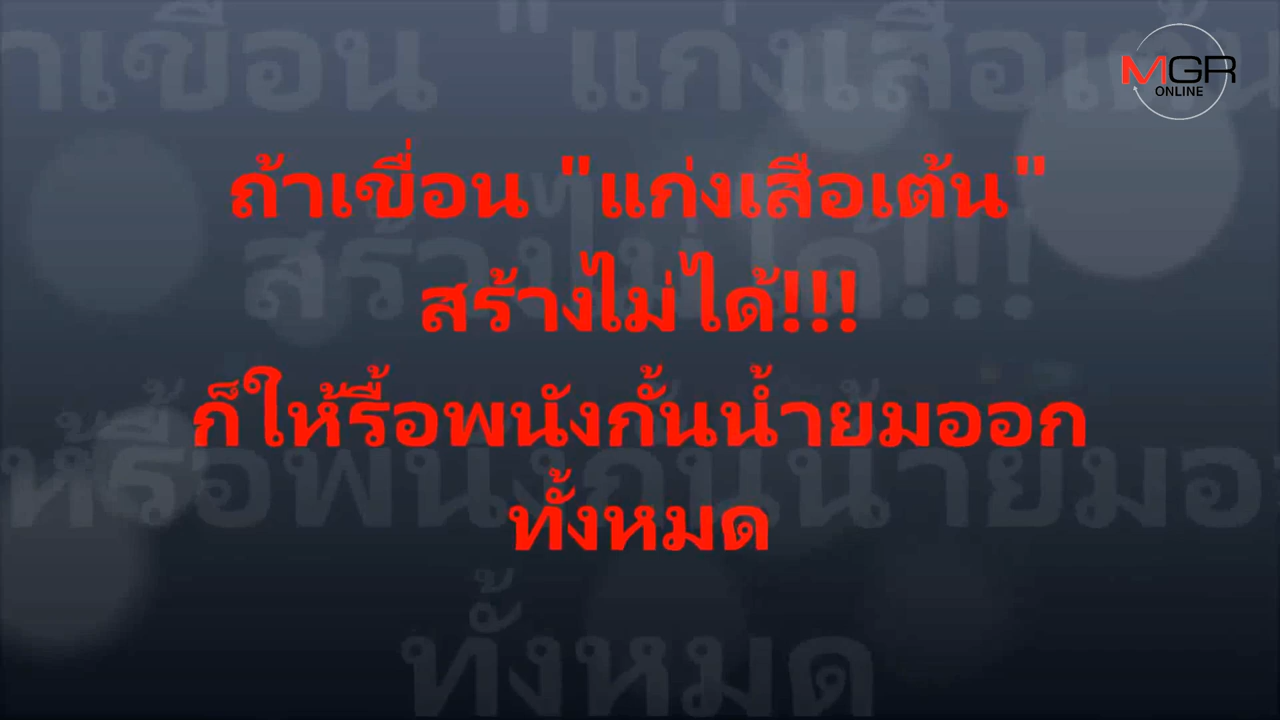 MGR
ONLINE
ถ้าเขื่อน "แก่งเสือเต้น"
สร้างไม่ได้!!!
ก็ให้รื้อพนังกั้นน้ำยมออก
ทั้งหมด